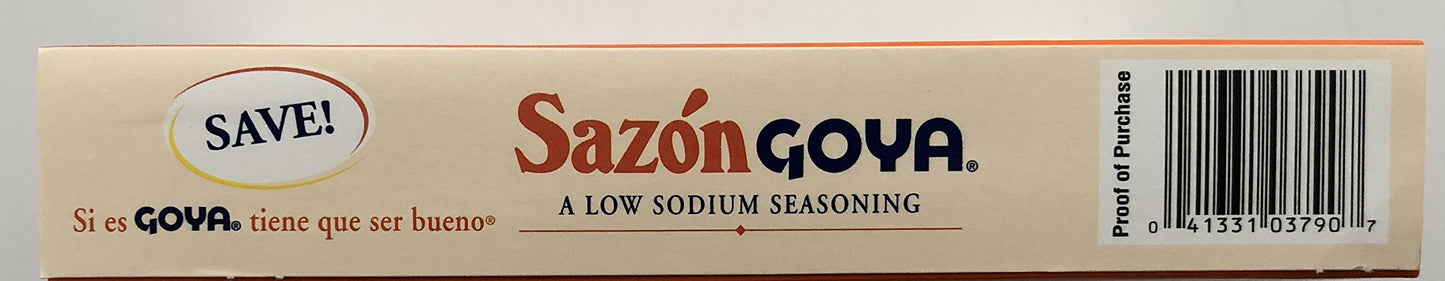 SAVE!
Si es GOYA® tiene que ser bueno®
Sazón GOYA®
A LOW SODIUM SEASONING
Proof of Purchase
0 41331 03790 7